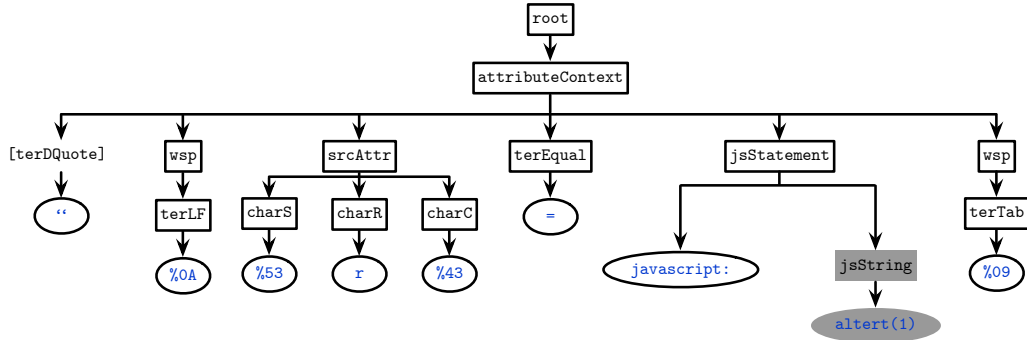 root
attributeContext
[terDQuote] wsp srcAttr terEqual jsStatement wsp
“ terLF charS charR charC = terTab
%0A %53 r %43 javascript: jsString %09
altert(1)